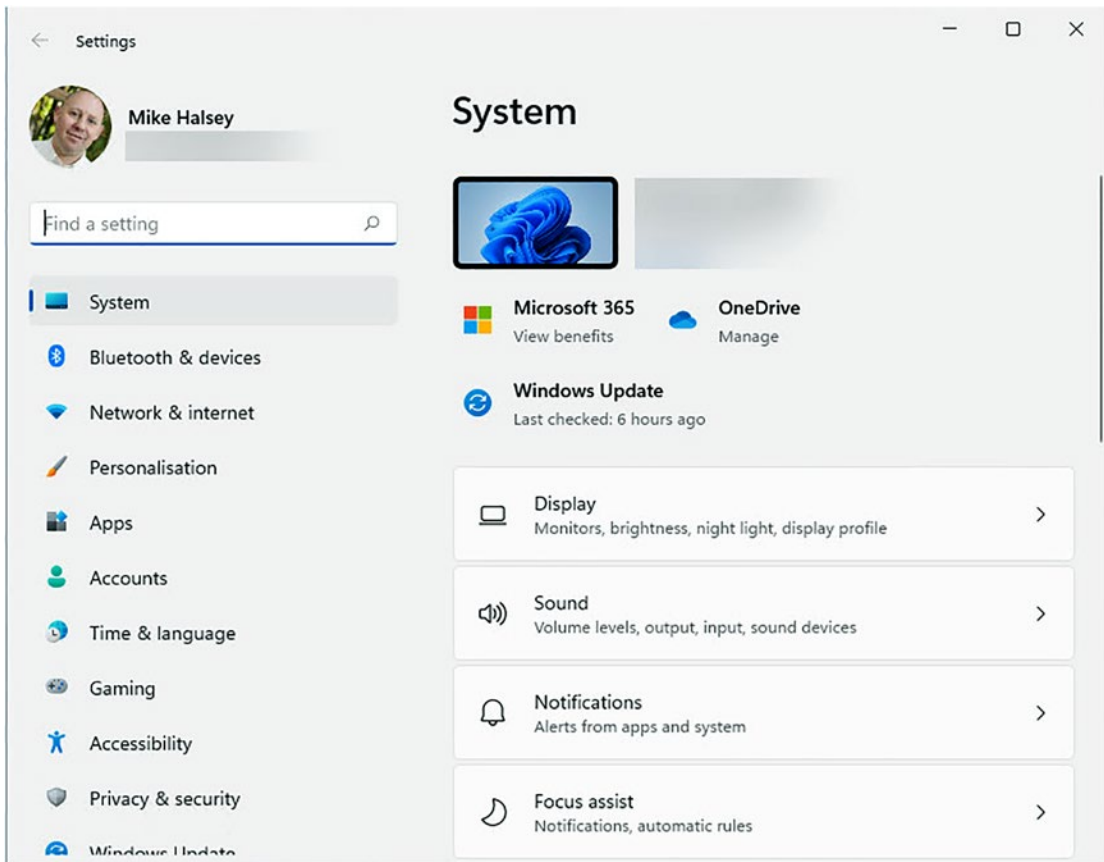 Settings
Mike Halsey
Find a setting
System
Bluetooth & devices
Network & internet
Personalisation
Apps
Accounts
Time & language
Gaming
Accessibility
Privacy & security
Windows Update
System
Microsoft 365
View benefits
OneDrive
Manage
Windows Update
Last checked: 6 hours ago
Display
Monitors, brightness, night light, display profile
Sound
Volume levels, output, input, sound devices
Notifications
Alerts from apps and system
Focus assist
Notifications, automatic rules